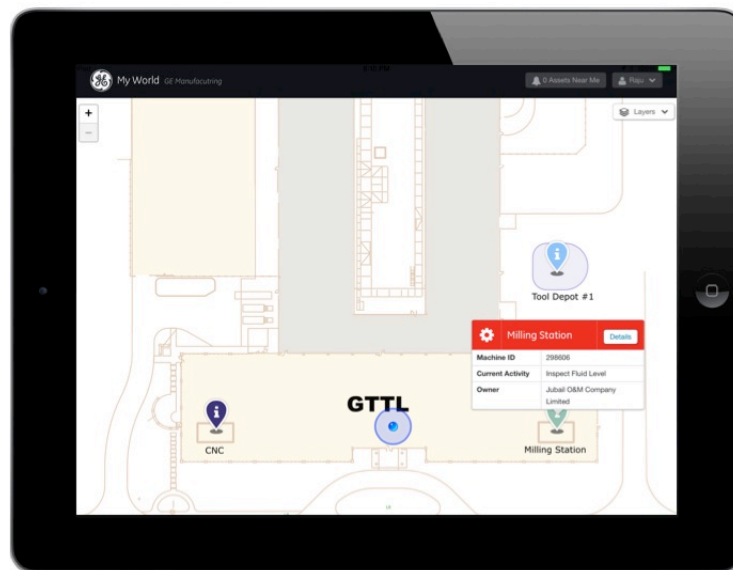 My World GE Manufacutring
0 Assets Near Me
Raju
+
−
Layers
Tool Depot #1
Milling Station
Details
Machine ID 298606
Current Activity Inspect Fluid Level
Owner Jubail O&M Company
Limited
GTTL
CNC
Milling Station